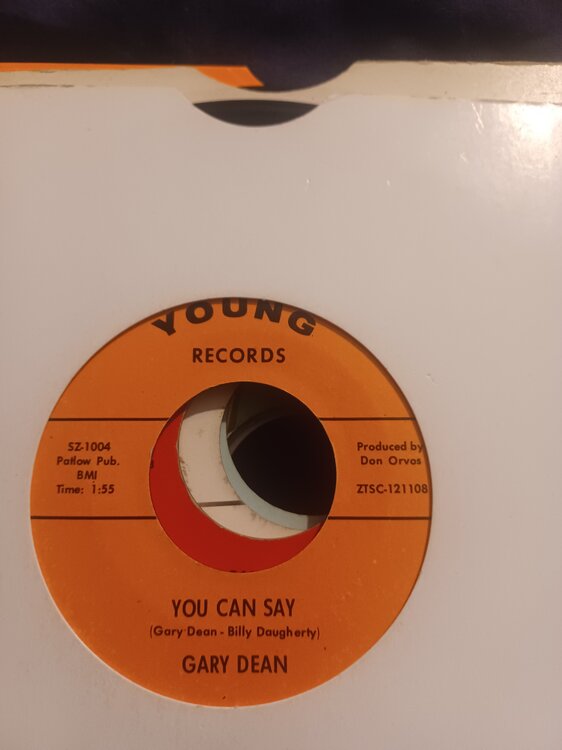 YOUNG
RECORDS
SZ-1004
Patlow Pub.
BMI
Time: 1:55
Produced by
Don Orvos
ZTSC-121108
YOU CAN SAY
(Gary Dean - Billy Daugherty)
GARY DEAN